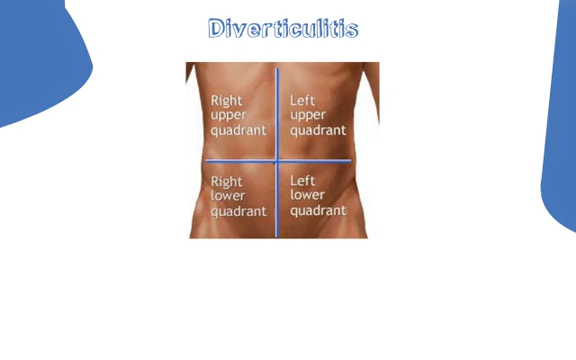 Diverticulitis
Right
upper
quadrant
Left
upper
quadrant
Right
lower
quadrant
Left
lower
quadrant